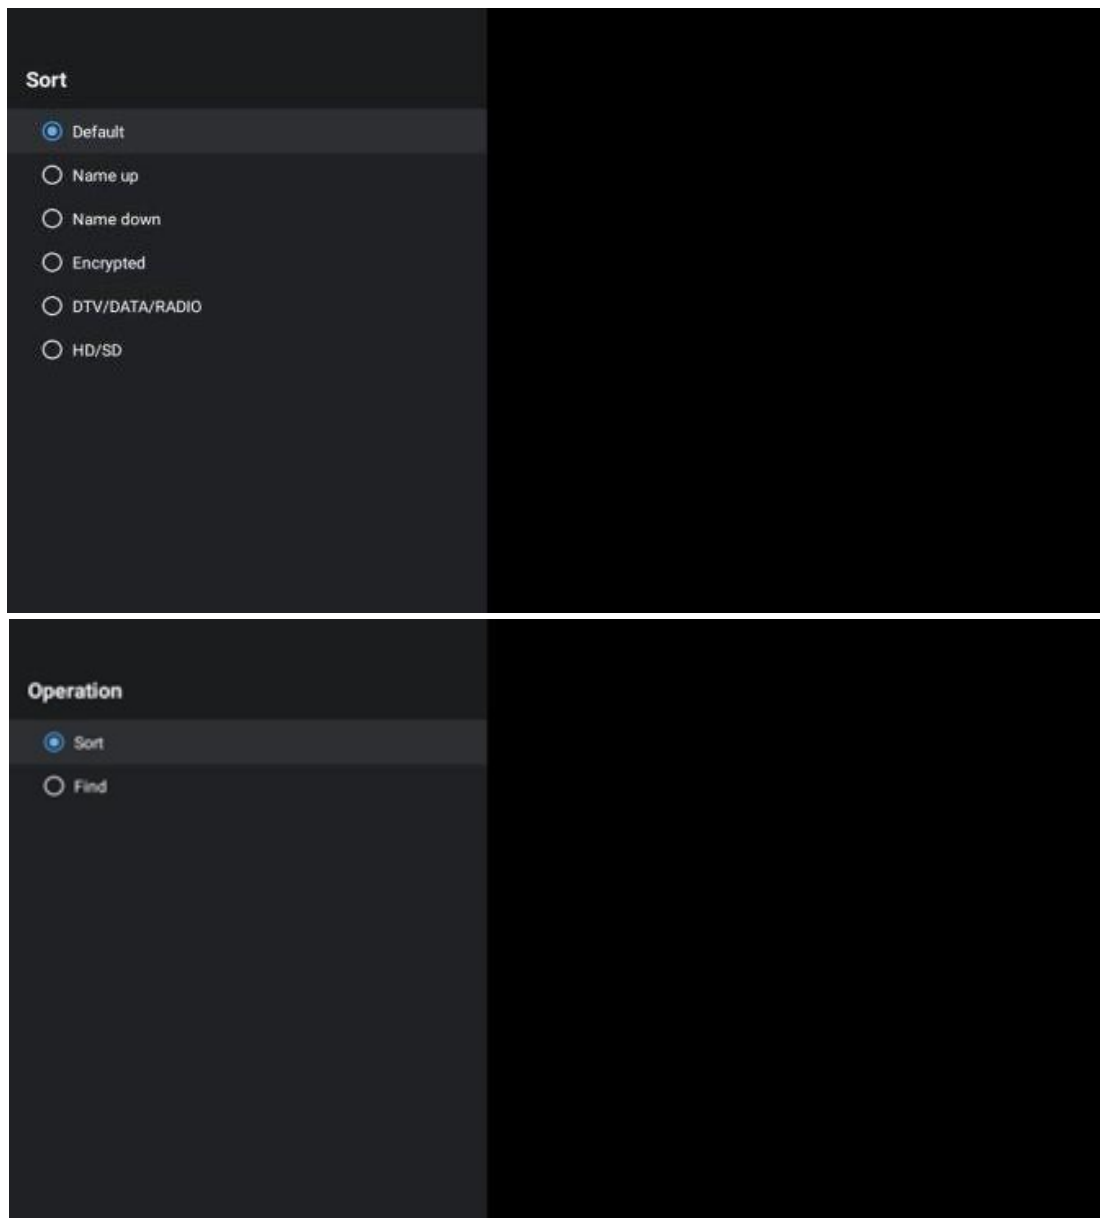 Sort
Default
Name up
Name down
Encrypted
DTV/DATA/RADIO
HD/SD
Operation
Sort
Find